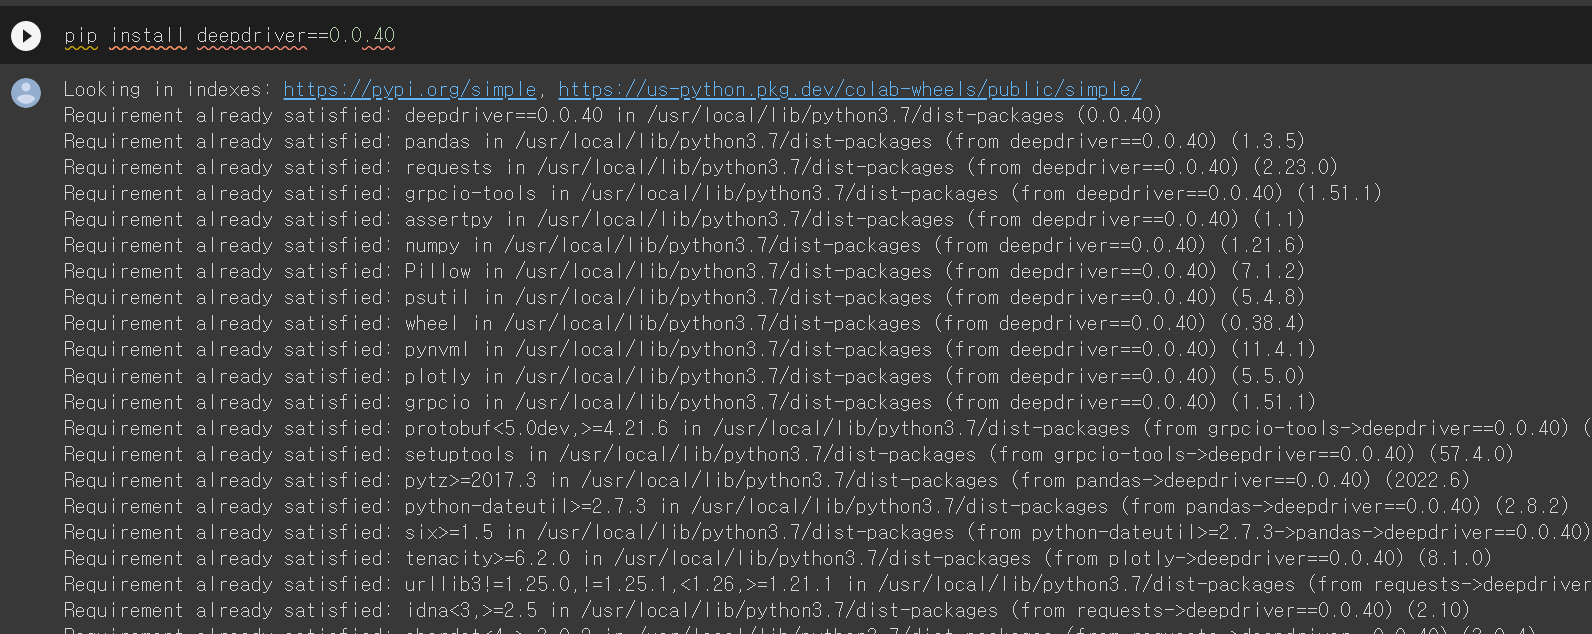 pip install deepdriver==0.0.40
Looking in indexes: https://pypi.org/simple, https://us-python.pkg.dev/colab-wheels/public/simple/
Requirement already satisfied: deepdriver==0.0.40 in /usr/local/lib/python3.7/dist-packages (0.0.40)
Requirement already satisfied: pandas in /usr/local/lib/python3.7/dist-packages (from deepdriver==0.0.40) (1.3.5)
Requirement already satisfied: requests in /usr/local/lib/python3.7/dist-packages (from deepdriver==0.0.40) (2.23.0)
Requirement already satisfied: grpcio-tools in /usr/local/lib/python3.7/dist-packages (from deepdriver==0.0.40) (1.51.1)
Requirement already satisfied: assertpy in /usr/local/lib/python3.7/dist-packages (from deepdriver==0.0.40) (1.1)
Requirement already satisfied: numpy in /usr/local/lib/python3.7/dist-packages (from deepdriver==0.0.40) (1.21.6)
Requirement already satisfied: Pillow in /usr/local/lib/python3.7/dist-packages (from deepdriver==0.0.40) (7.1.2)
Requirement already satisfied: psutil in /usr/local/lib/python3.7/dist-packages (from deepdriver==0.0.40) (5.4.8)
Requirement already satisfied: wheel in /usr/local/lib/python3.7/dist-packages (from deepdriver==0.0.40) (0.38.4)
Requirement already satisfied: pynvml in /usr/local/lib/python3.7/dist-packages (from deepdriver==0.0.40) (11.4.1)
Requirement already satisfied: plotly in /usr/local/lib/python3.7/dist-packages (from deepdriver==0.0.40) (5.5.0)
Requirement already satisfied: grpcio in /usr/local/lib/python3.7/dist-packages (from deepdriver==0.0.40) (1.51.1)
Requirement already satisfied: protobuf<5.0dev,>=4.21.6 in /usr/local/lib/python3.7/dist-packages (from grpcio-tools->deepdriver==0.0.40) (
Requirement already satisfied: setuptools in /usr/local/lib/python3.7/dist-packages (from grpcio-tools->deepdriver==0.0.40) (57.4.0)
Requirement already satisfied: pytz>=2017.3 in /usr/local/lib/python3.7/dist-packages (from pandas->deepdriver==0.0.40) (2022.6)
Requirement already satisfied: python-dateutil>=2.7.3 in /usr/local/lib/python3.7/dist-packages (from pandas->deepdriver==0.0.40) (2.8.2)
Requirement already satisfied: six>=1.5 in /usr/local/lib/python3.7/dist-packages (from python-dateutil>=2.7.3->pandas->deepdriver==0.0.40)
Requirement already satisfied: tenacity>=6.2.0 in /usr/local/lib/python3.7/dist-packages (from plotly->deepdriver==0.0.40) (8.1.0)
Requirement already satisfied: urllib3!=1.25.0,!=1.25.1,<1.26,>=1.21.1 in /usr/local/lib/python3.7/dist-packages (from requests->deepdriver
Requirement already satisfied: idna<3,>=2.5 in /usr/local/lib/python3.7/dist-packages (from requests->deepdriver==0.0.40) (2.10)